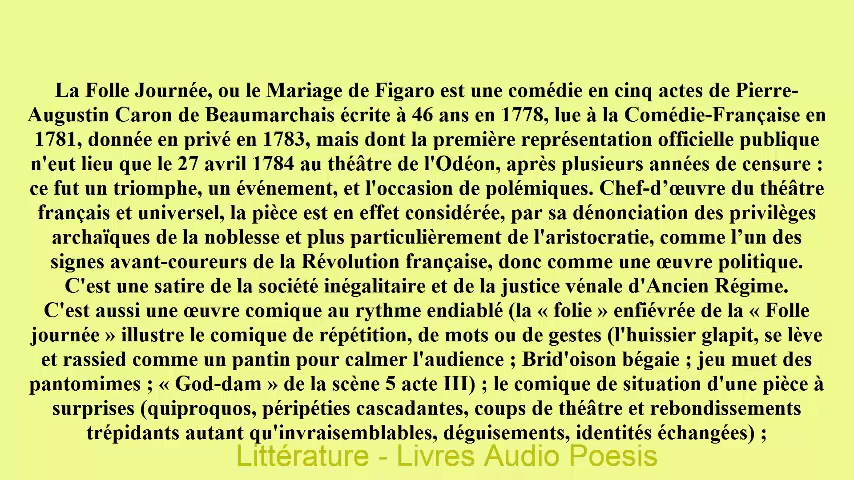 La Folle Journée, ou le Mariage de Figaro est une comédie en cinq actes de Pierre-
Augustin Caron de Beaumarchais écrite à 46 ans en 1778, lue à la Comédie-Française en
1781, donnée en privé en 1783, mais dont la première représentation officielle publique
n'eut lieu que le 27 avril 1784 au théâtre de l'Odéon, après plusieurs années de censure :
ce fut un triomphe, un événement, et l'occasion de polémiques. Chef-d’œuvre du théâtre
français et universel, la pièce est en effet considérée, par sa dénonciation des privilèges
archaïques de la noblesse et plus particulièrement de l'aristocratie, comme l’un des
signes avant-coureurs de la Révolution française, donc comme une œuvre politique.
C'est une satire de la société inégalitaire et de la justice vénale d'Ancien Régime.
C'est aussi une œuvre comique au rythme endiablé (la « folie » enfiévrée de la « Folle
journée » illustre le comique de répétition, de mots ou de gestes (l'huissier glapit, se lève
et rassied comme un pantin pour calmer l'audience ; Brid'oison bégaie ; jeu muet des
pantomimes ; « God-dam » de la scène 5 acte III) ; le comique de situation d'une pièce à
surprises (quiproquos, péripéties cascadantes, coups de théâtre et rebondissements
trépidants autant qu'invraisemblables, déguisements, identités échangées) ;
Littérature - Livres Audio Poesis